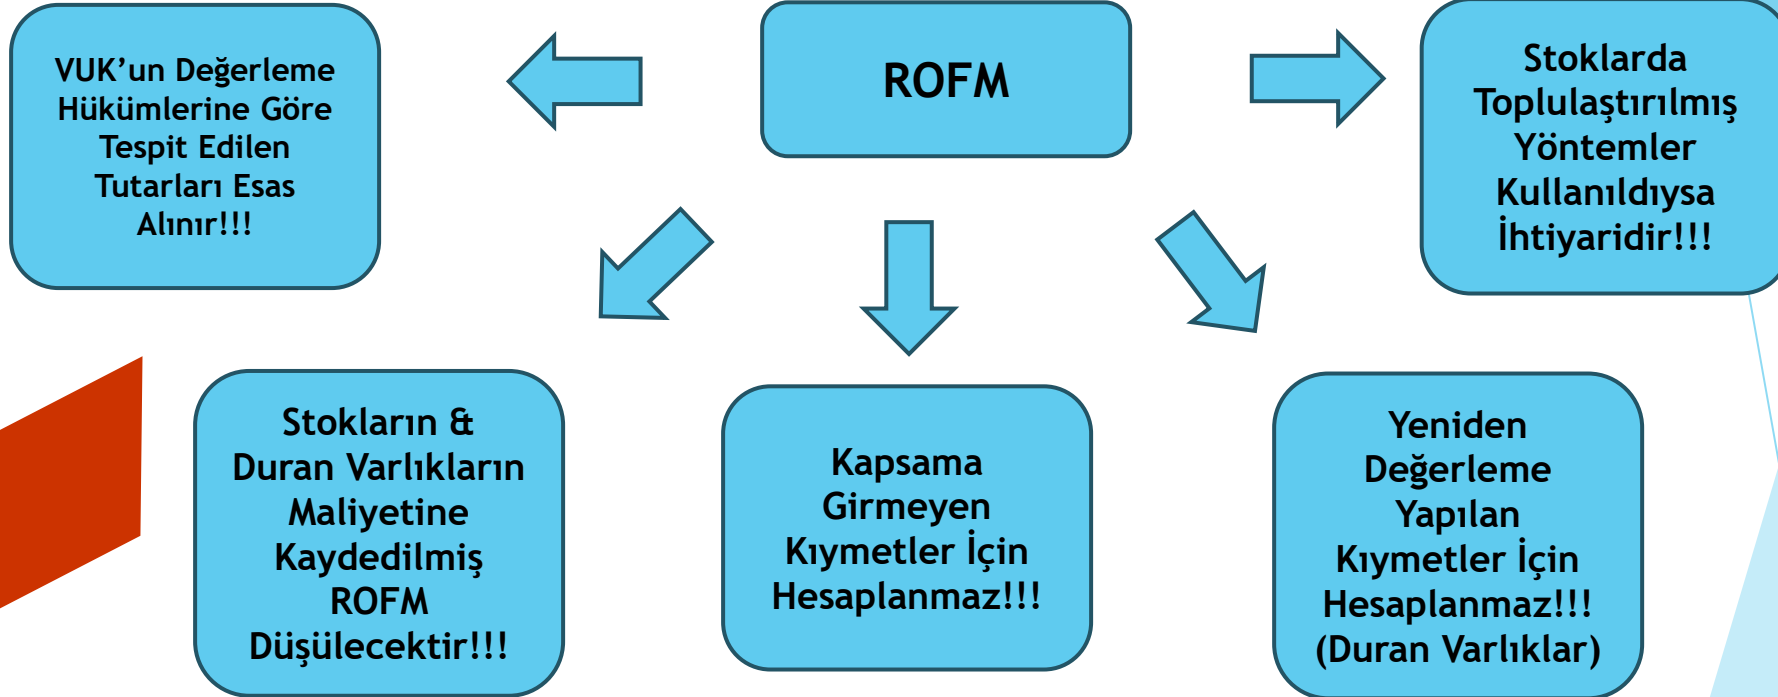 VUK’un Değerleme
Hükümlerine Göre
Tespit Edilen
Tutarları Esas
Alınır!!!
ROFM
Stoklarda
Toplulaştırılmış
Yöntemler
Kullanıldıysa
İhtiyaridir!!!
Stokların &
Duran Varlıkların
Maliyetine
Kaydedilmiş
ROFM
Düşülecektir!!!
Kapsama
Girmeyen
Kıymetler İçin
Hesaplanmaz!!!
Yeniden
Değerleme
Yapılan
Kıymetler İçin
Hesaplanmaz!!!
(Duran Varlıklar)